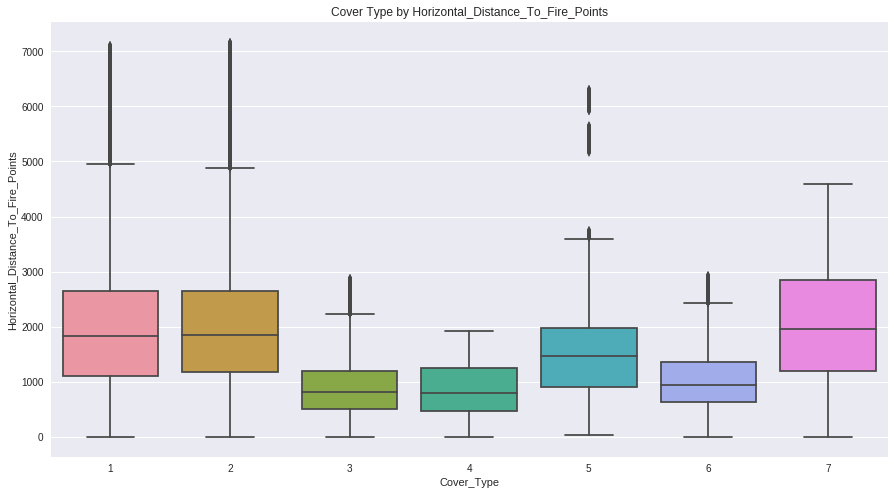 Cover Type by Horizontal_Distance_To_Fire_Points
Horizontal_Distance_To_Fire_Points
7000
6000
5000
4000
3000
2000
1000
0
1 2 3 4 5 6 7
Cover_Type